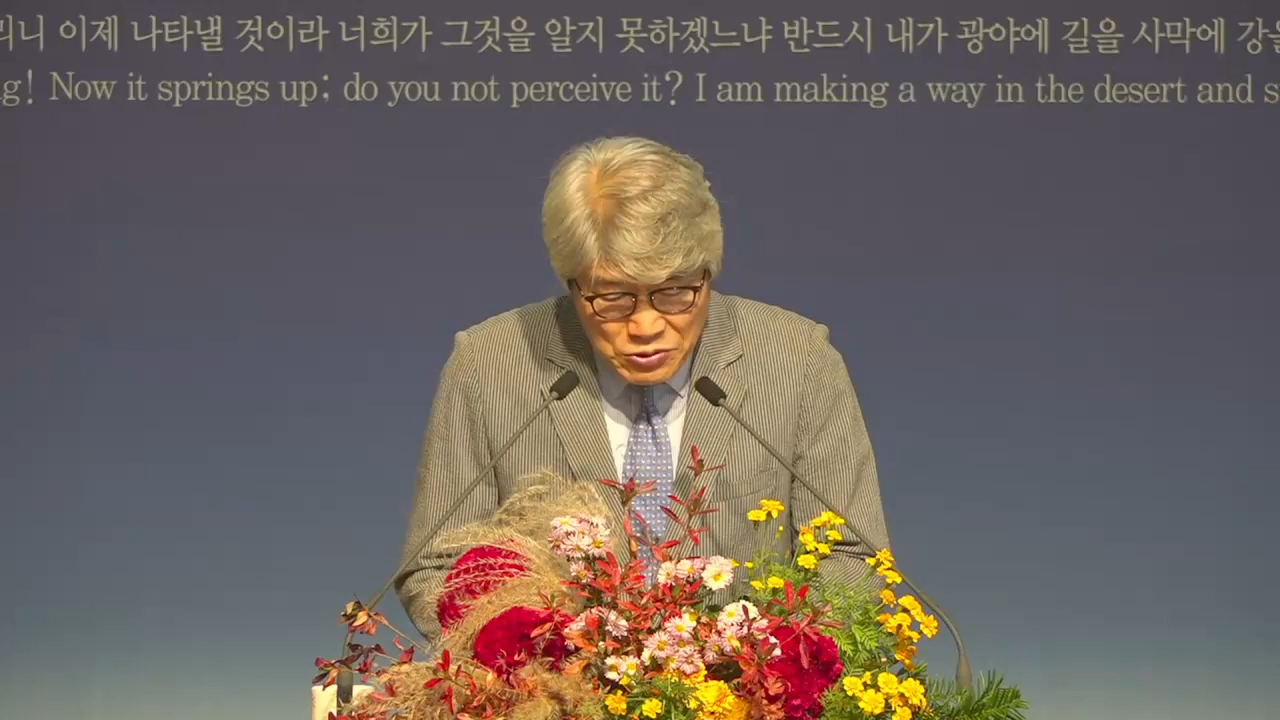 이제 나타낼 것이라 너희가 그것을 알지 못하겠느냐 반드시 내가 광야에 길을 사막에
Now it springs up; do you not perceive it? I am making a way in the desert and